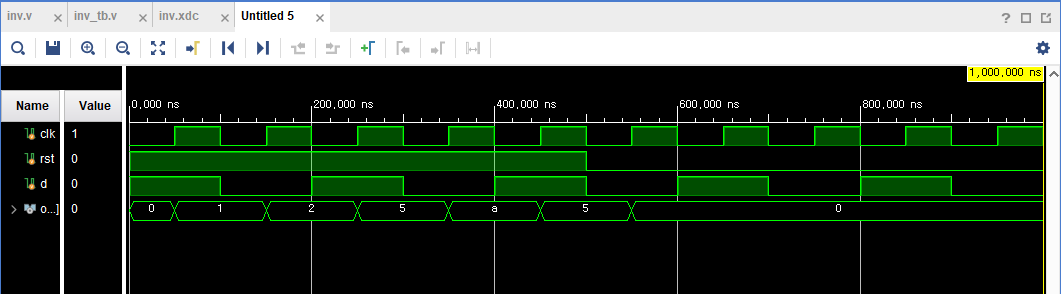 inv.v × inv_tb.v × inv.xdc × Untitled 5 ×
? 
1,000,000 ns
Name Value 0,000 ns 200,000 ns 400,000 ns 600,000 ns 800,000 ns
clk 1
rst 0
d 0
o...] 0 0 1 2 5 a 5 0